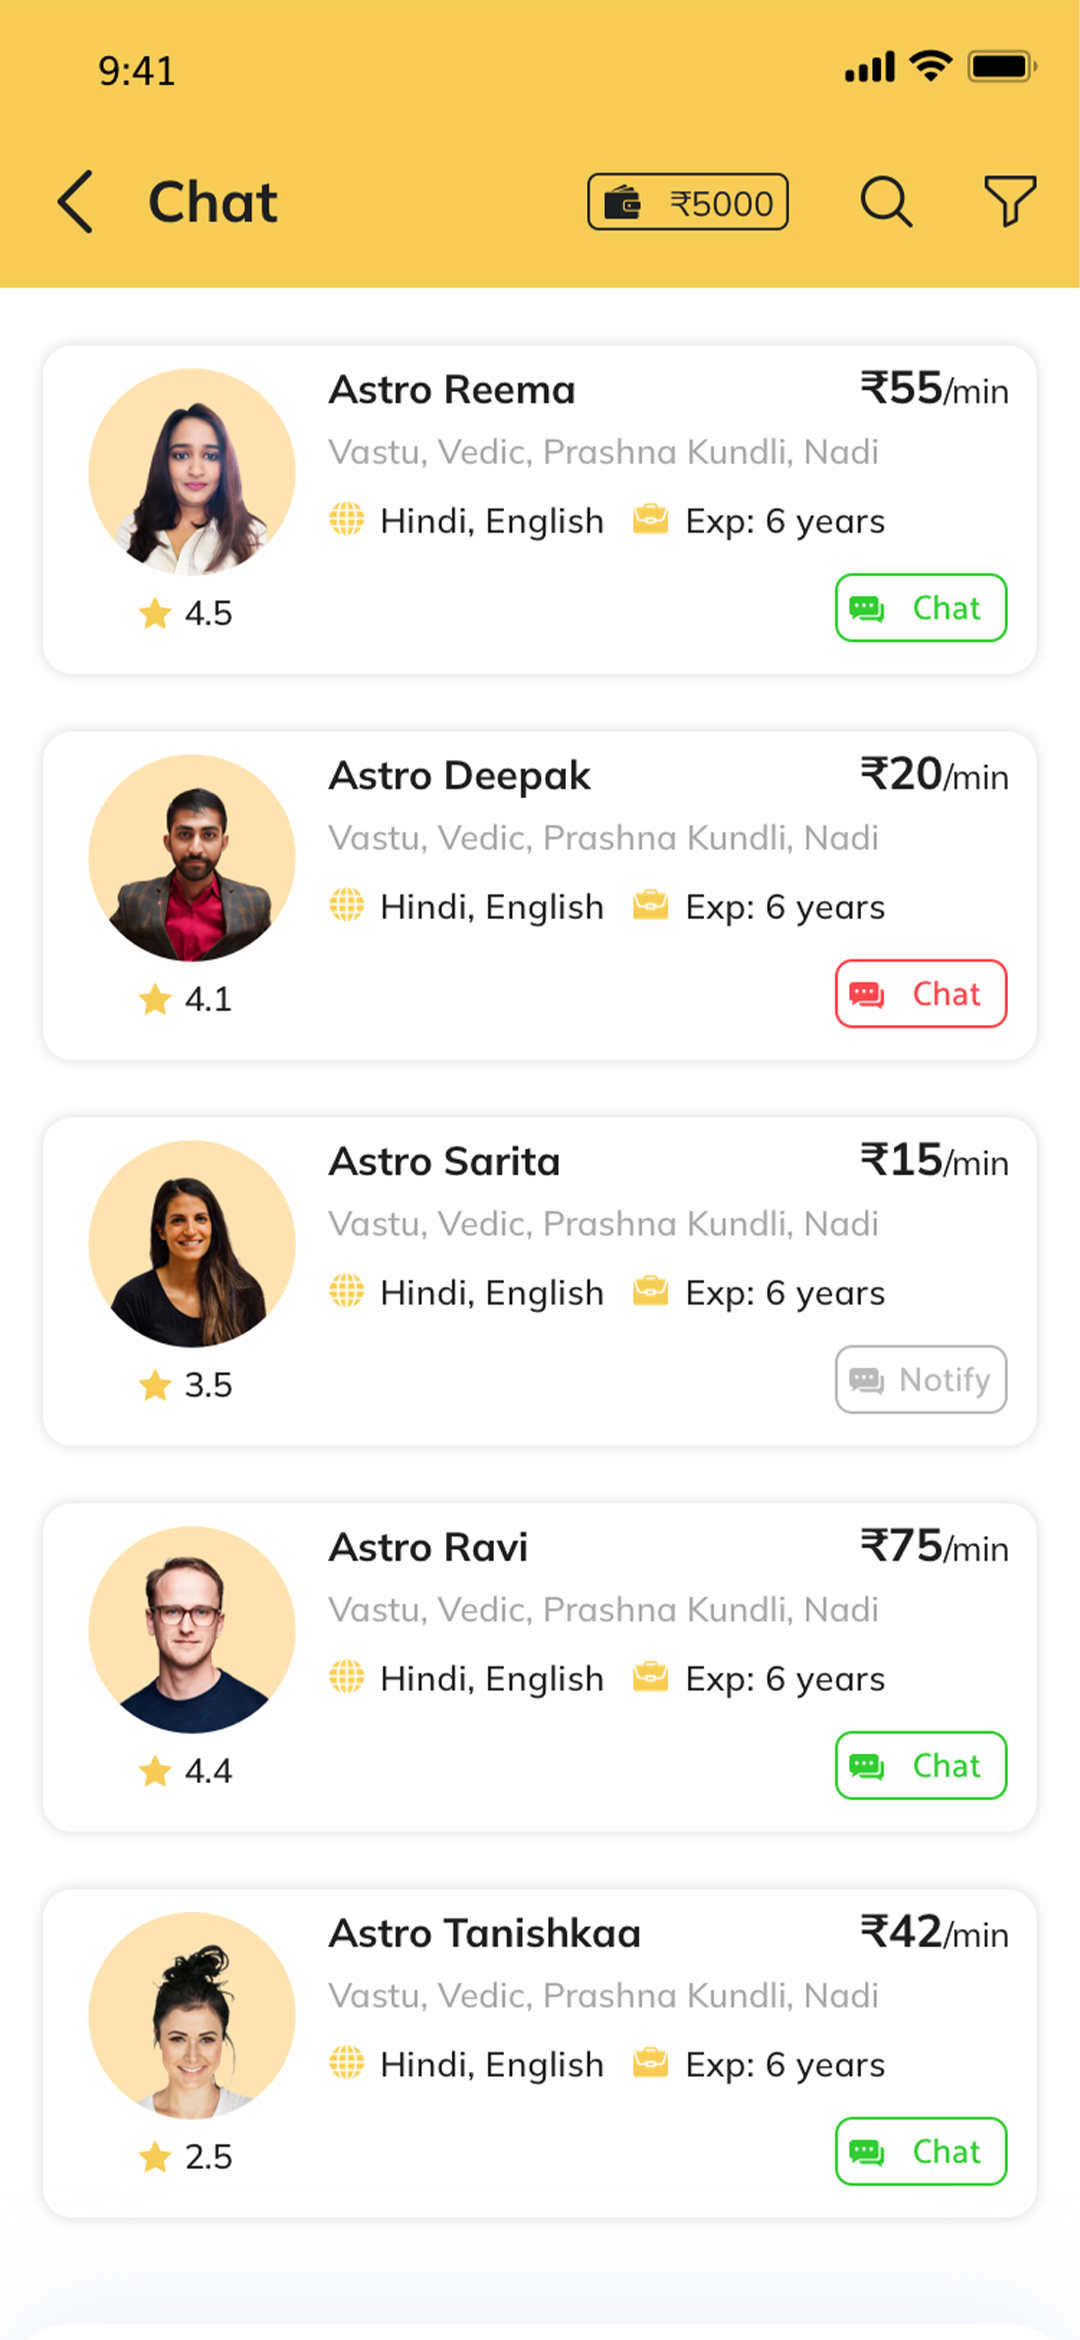 9:41
Chat
₹5000
Astro Reema
₹55/min
Vastu, Vedic, Prashna Kundli, Nadi
Hindi, English
Exp: 6 years
4.5
Chat
Astro Deepak
₹20/min
Vastu, Vedic, Prashna Kundli, Nadi
Hindi, English
Exp: 6 years
4.1
Chat
Astro Sarita
₹15/min
Vastu, Vedic, Prashna Kundli, Nadi
Hindi, English
Exp: 6 years
3.5
Notify
Astro Ravi
₹75/min
Vastu, Vedic, Prashna Kundli, Nadi
Hindi, English
Exp: 6 years
4.4
Chat
Astro Tanishkaa
₹42/min
Vastu, Vedic, Prashna Kundli, Nadi
Hindi, English
Exp: 6 years
2.5
Chat